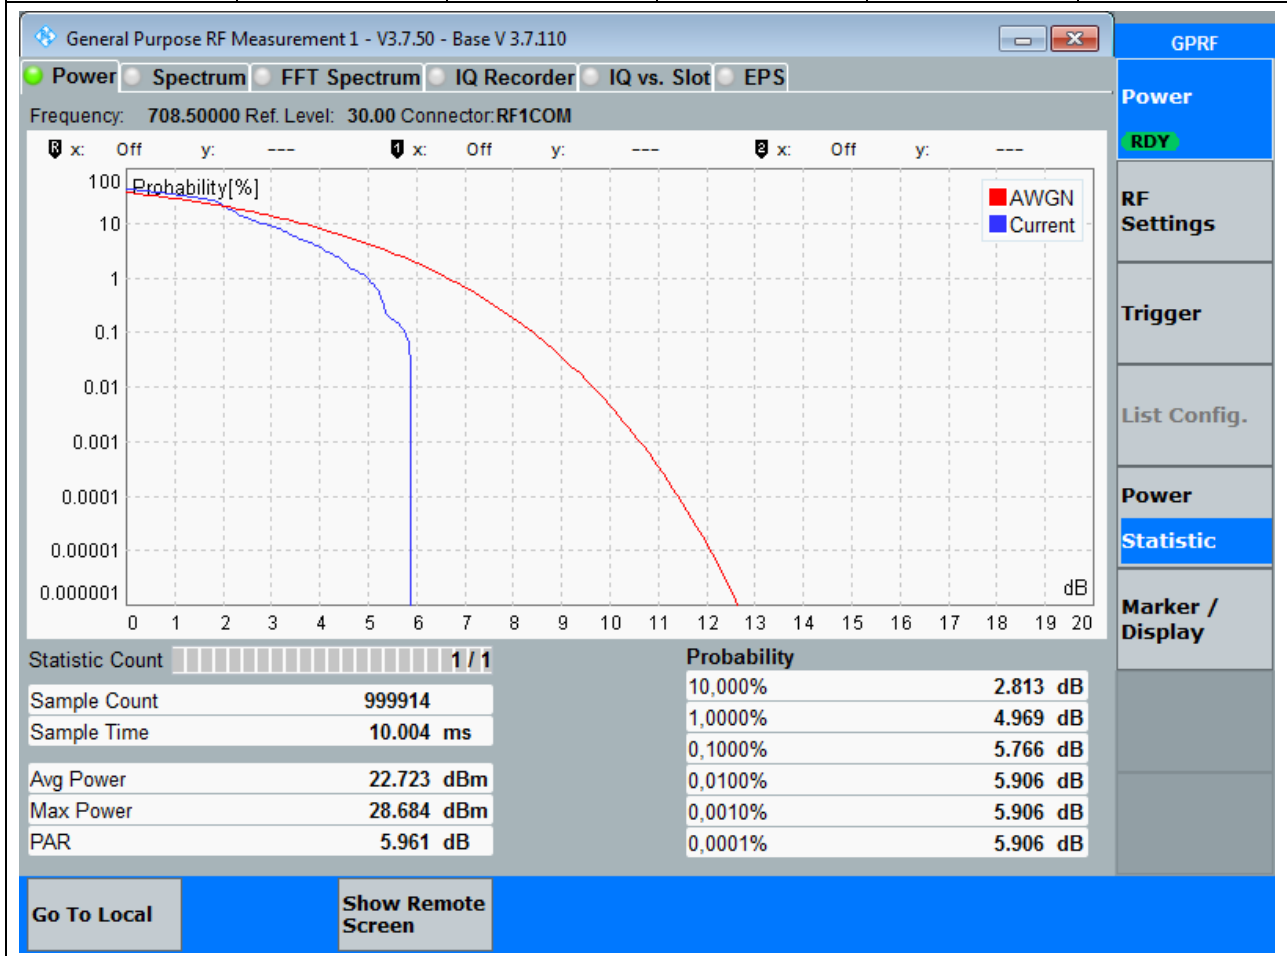 General Purpose RF Measurement 1 - V3.7.50 - Base V 3.7.110
GPRF
Power Spectrum FFT Spectrum IQ Recorder IQ vs. Slot EPS
Frequency: 708.50000 Ref. Level: 30.00 Connector: RF1COM
R x: Off y: --- 1 x: Off y: --- 2 x: Off y: ---
Probability[%]
AWGN
Current
100
10
1
0.1
0.01
0.001
0.0001
0.00001
0.000001
dB
0 1 2 3 4 5 6 7 8 9 10 11 12 13 14 15 16 17 18 19 20
Statistic Count 1 / 1
Sample Count 999914
Sample Time 10.004 ms
Avg Power 22.723 dBm
Max Power 28.684 dBm
PAR 5.961 dB
Probability
10,000% 2.813 dB
1,0000% 4.969 dB
0,1000% 5.766 dB
0,0100% 5.906 dB
0,0010% 5.906 dB
0,0001% 5.906 dB
Power
RDY
RF
Settings
Trigger
List Config.
Power
Statistic
Marker /
Display
Go To Local
Show Remote
Screen